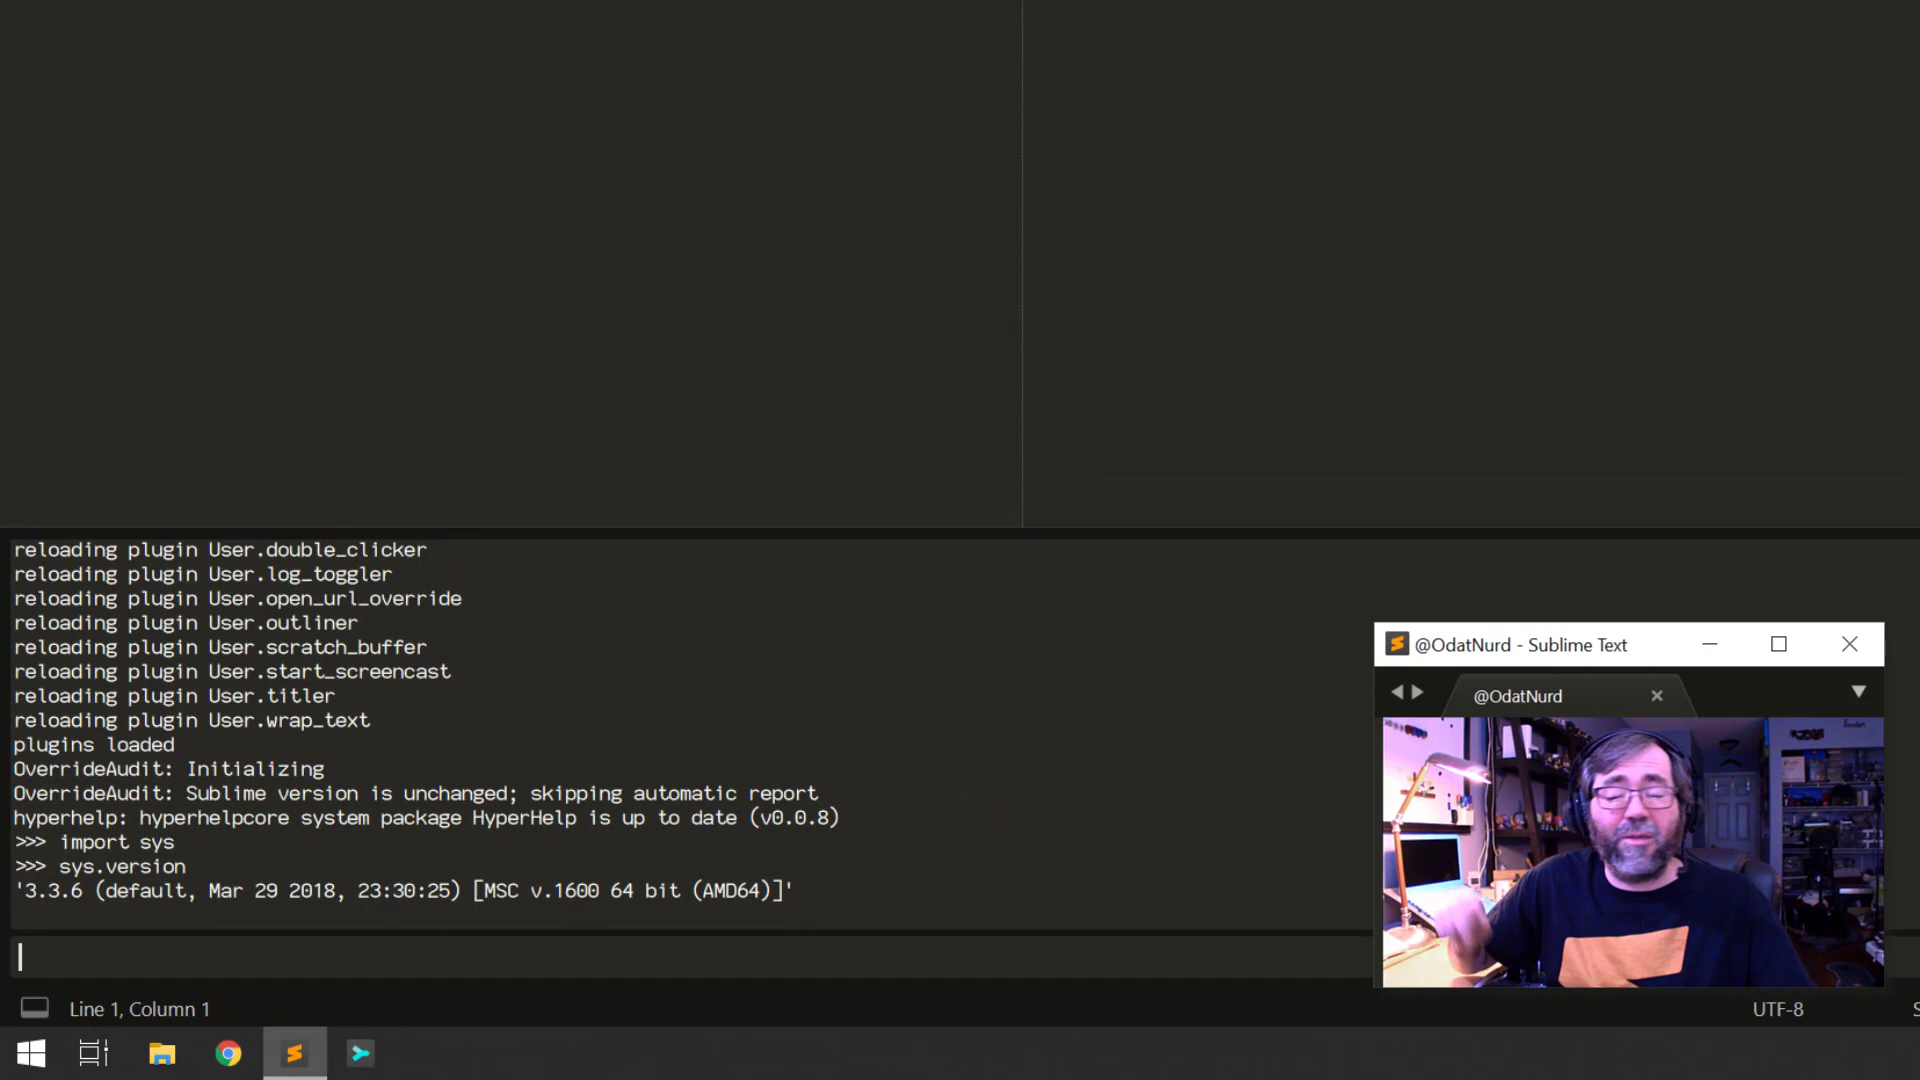 reloading plugin User.double_clicker
reloading plugin User.log_toggler
reloading plugin User.open_url_override
reloading plugin User.outliner
reloading plugin User.scratch_buffer
reloading plugin User.start_screencast
reloading plugin User.titler
reloading plugin User.wrap_text
plugins loaded
OverrideAudit: Initializing
OverrideAudit: Sublime version is unchanged; skipping automatic report
hyperhelp: hyperhelpcore system package HyperHelp is up to date (v0.0.8)
>>> import sys
>>> sys.version
'3.3.6 (default, Mar 29 2018, 23:30:25) [MSC v.1600 64 bit (AMD64)]'
@OdatNurd - Sublime Text
@OdatNurd
Line 1, Column 1
UTF-8